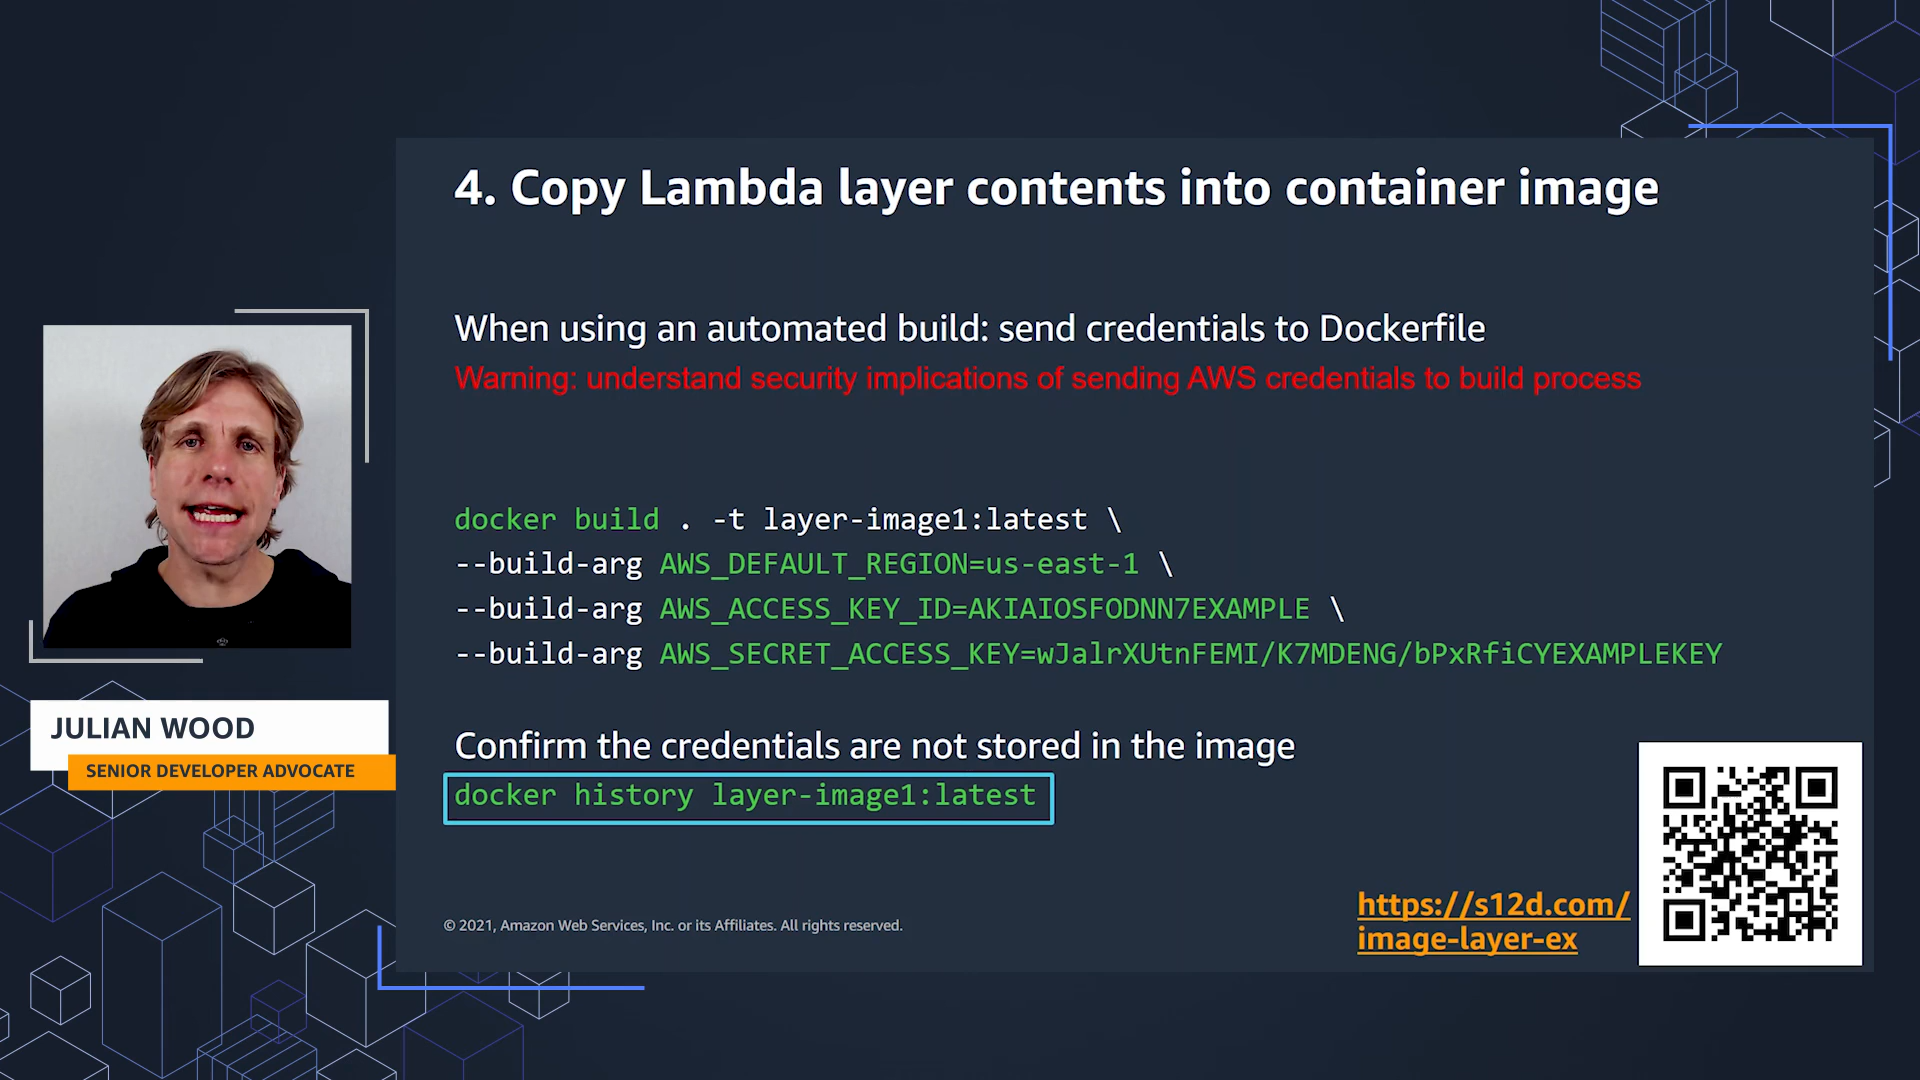 4. Copy Lambda layer contents into container image
When using an automated build: send credentials to Dockerfile
Warning: understand security implications of sending AWS credentials to build process
docker build . -t layer-image1:latest \
--build-arg AWS_DEFAULT_REGION=us-east-1 \
--build-arg AWS_ACCESS_KEY_ID=AKIAIOSFODNN7EXAMPLE \
--build-arg AWS_SECRET_ACCESS_KEY=wJalrXUtnFEMI/K7MDENG/bPxRfiCYEXAMPLEKEY
JULIAN WOOD
SENIOR DEVELOPER ADVOCATE
Confirm the credentials are not stored in the image
docker history layer-image1:latest
https://s12d.com/
image-layer-ex
© 2021, Amazon Web Services, Inc. or its Affiliates. All rights reserved.